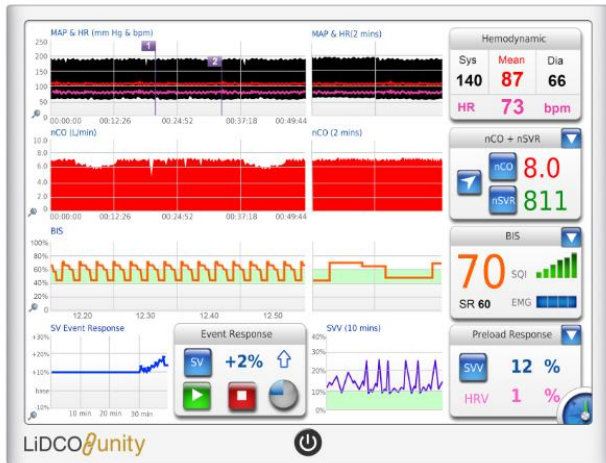 MAP & HR (mm Hg & bpm)
250
200
150
100
50
0
1
2
00:00:00 00:12:26 00:24:52 00:37:18 00:49:44
MAP & HR(2 mins)
Hemodynamic
Sys Mean Dia
140 87 66
HR 73 bpm
nCO (L/min)
10.0
8.0
6.0
4.0
2.0
0.0
00:00:00 00:12:26 00:24:52 00:37:18 00:49:44
nCO (2 mins)
nCO + nSVR
nCO 8.0
nSVR 811
BIS
100%
80%
60%
40%
20%
0%
12.20 12.30 12.40 12.50
BIS
70 SQI
SR 60 EMG
SV Event Response
+30%
+20%
+10%
base
-10%
10 min 20 min 30 min
Event Response
SV +2%
SVV (10 mins)
40%
30%
20%
10%
0%
Preload Response
SVV 12 %
HRV 1 %
LiDCO unity